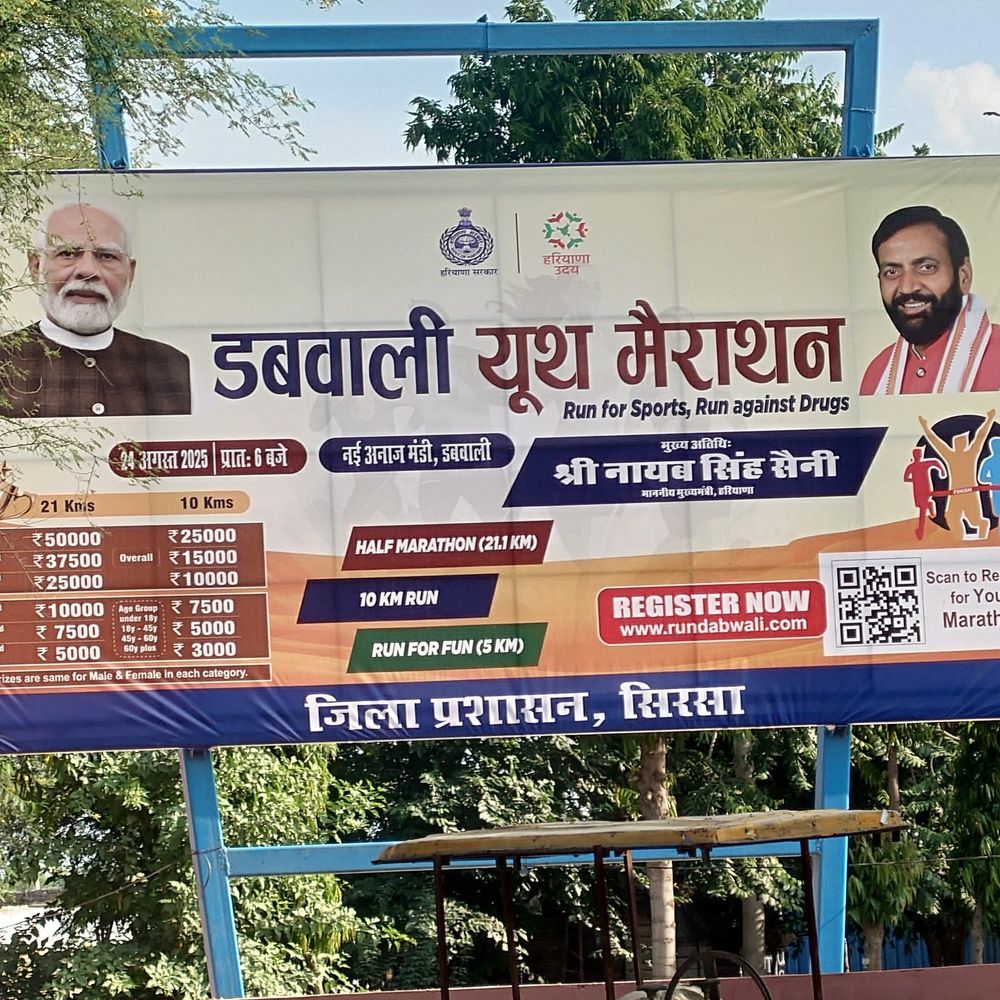 हरियाणा सरकार
हरियाणा
उदय
डबवाली यूथ मैराथन
Run for Sports, Run against Drugs
24 अगस्त 2025 | प्रातः 6 बजे
नई अनाज मंडी, डबवाली
मुख्य अतिथिः
श्री नायब सिंह सैनी
माननीय मुख्यमंत्री, हरियाणा
21 Kms 10 Kms
₹50000 ₹25000
₹37500 Overall ₹15000
₹25000 ₹10000
₹10000 Age Group ₹ 7500
under 18y
₹ 7500 18y - 45y ₹ 5000
45y - 60y
₹ 5000 60y plus ₹ 3000
rizes are same for Male & Female in each category.
HALF MARATHON (21.1 KM)
10 KM RUN
RUN FOR FUN (5 KM)
REGISTER NOW
www.rundabwali.com
Scan to Re
for You
Marath
FINISH
जिला प्रशासन, सिरसा